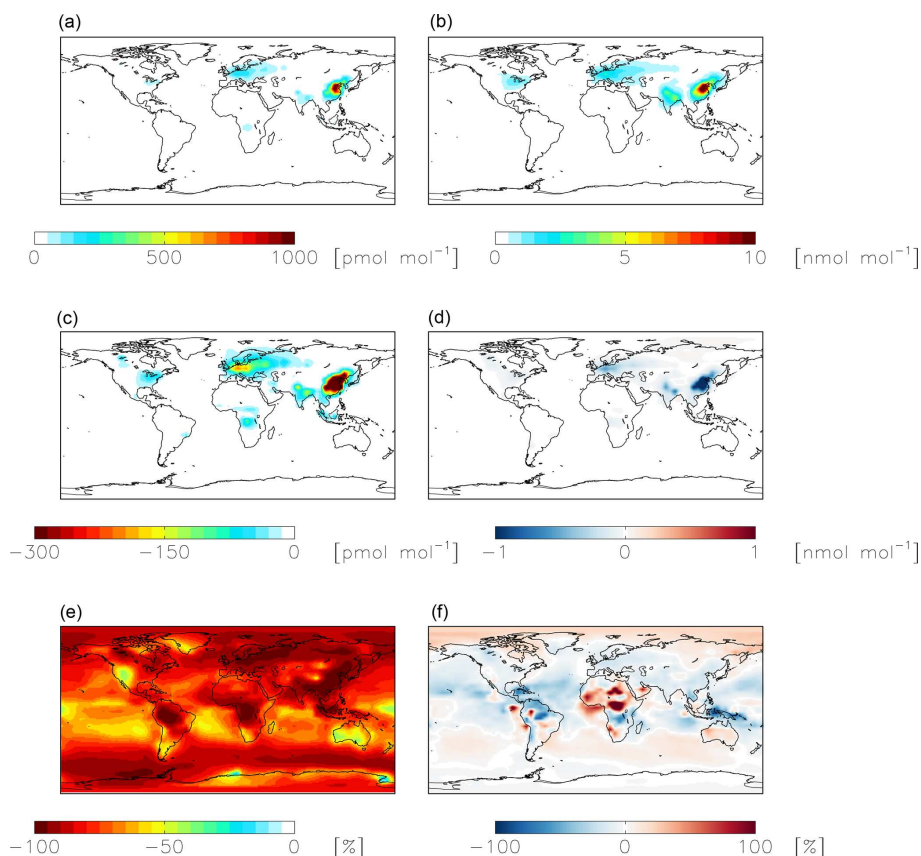 (a) (b)
0 500 1000 [pmol mol⁻¹] 0 5 10 [nmol mol⁻¹]
(c) (d)
−300 −150 0 [pmol mol⁻¹] −1 0 1 [nmol mol⁻¹]
(e) (f)
−100 −50 0 [%] −100 0 100 [%]